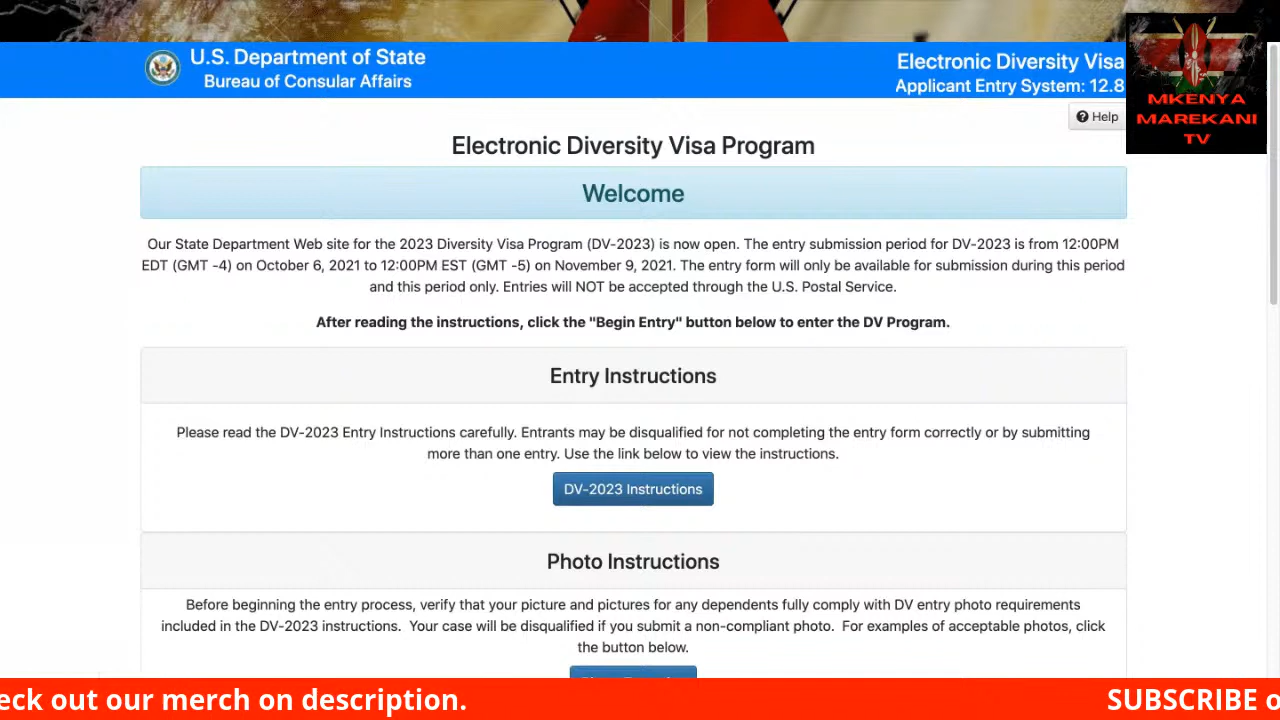 U.S. Department of State
Bureau of Consular Affairs
Electronic Diversity Visa
Applicant Entry System: 12.8
MKENYA
MAREKANI
TV
Help
Electronic Diversity Visa Program
Welcome
Our State Department Web site for the 2023 Diversity Visa Program (DV-2023) is now open. The entry submission period for DV-2023 is from 12:00PM
EDT (GMT -4) on October 6, 2021 to 12:00PM EST (GMT -5) on November 9, 2021. The entry form will only be available for submission during this period
and this period only. Entries will NOT be accepted through the U.S. Postal Service.
After reading the instructions, click the "Begin Entry" button below to enter the DV Program.
Entry Instructions
Please read the DV-2023 Entry Instructions carefully. Entrants may be disqualified for not completing the entry form correctly or by submitting
more than one entry. Use the link below to view the instructions.
DV-2023 Instructions
Photo Instructions
Before beginning the entry process, verify that your picture and pictures for any dependents fully comply with DV entry photo requirements
included in the DV-2023 instructions. Your case will be disqualified if you submit a non-compliant photo. For examples of acceptable photos, click
the button below.
eck out our merch on description.
SUBSCRIBE